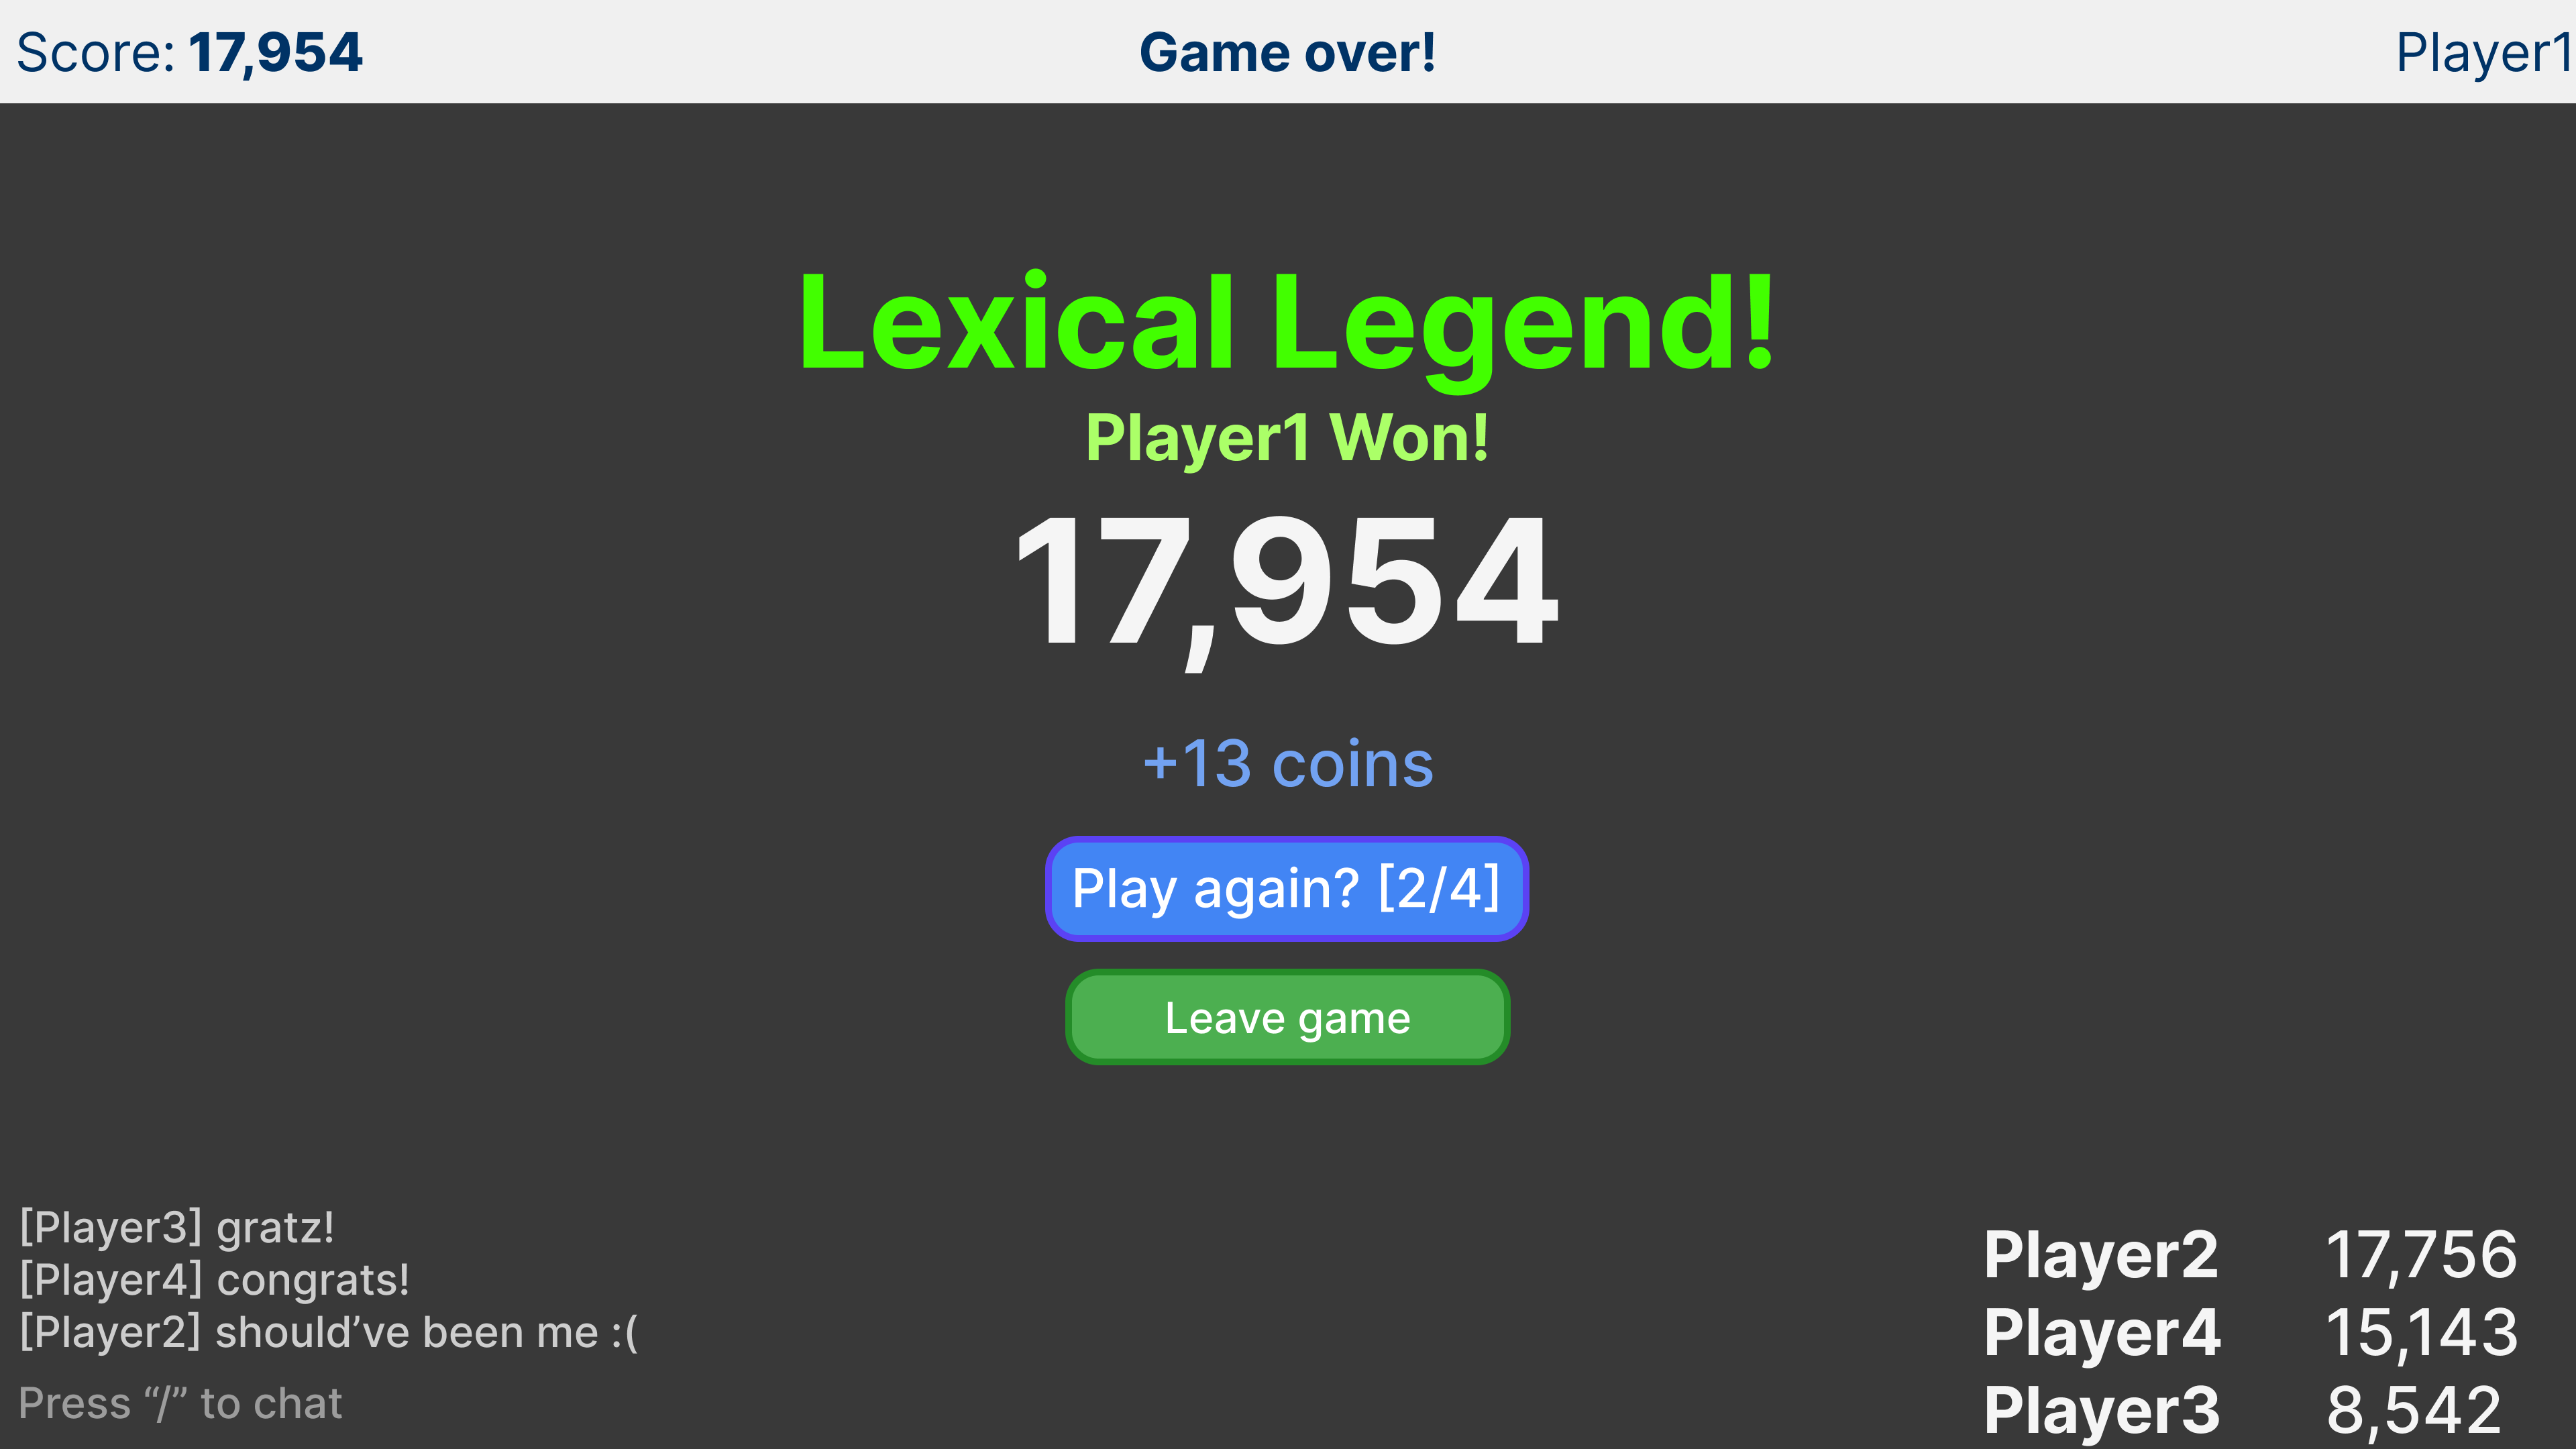 Score: 17,954
Game over!
Player1
Lexical Legend!
Player1 Won!
17,954
+13 coins
Play again? [2/4]
Leave game
[Player3] gratz!
[Player4] congrats!
[Player2] should’ve been me :(
Press “/” to chat
Player2 17,756
Player4 15,143
Player3 8,542